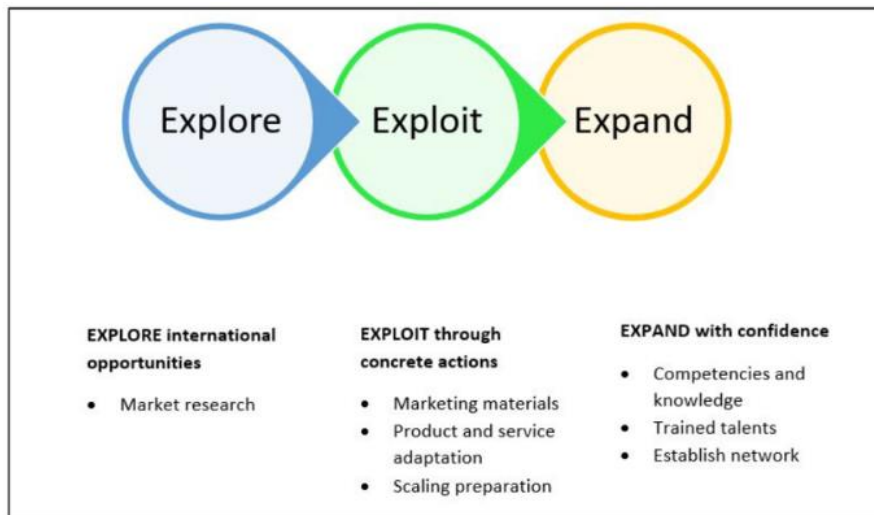 Explore
Exploit
Expand
EXPLORE international
opportunities
• Market research
EXPLOIT through
concrete actions
• Marketing materials
• Product and service
adaptation
• Scaling preparation
EXPAND with confidence
• Competencies and
knowledge
• Trained talents
• Establish network